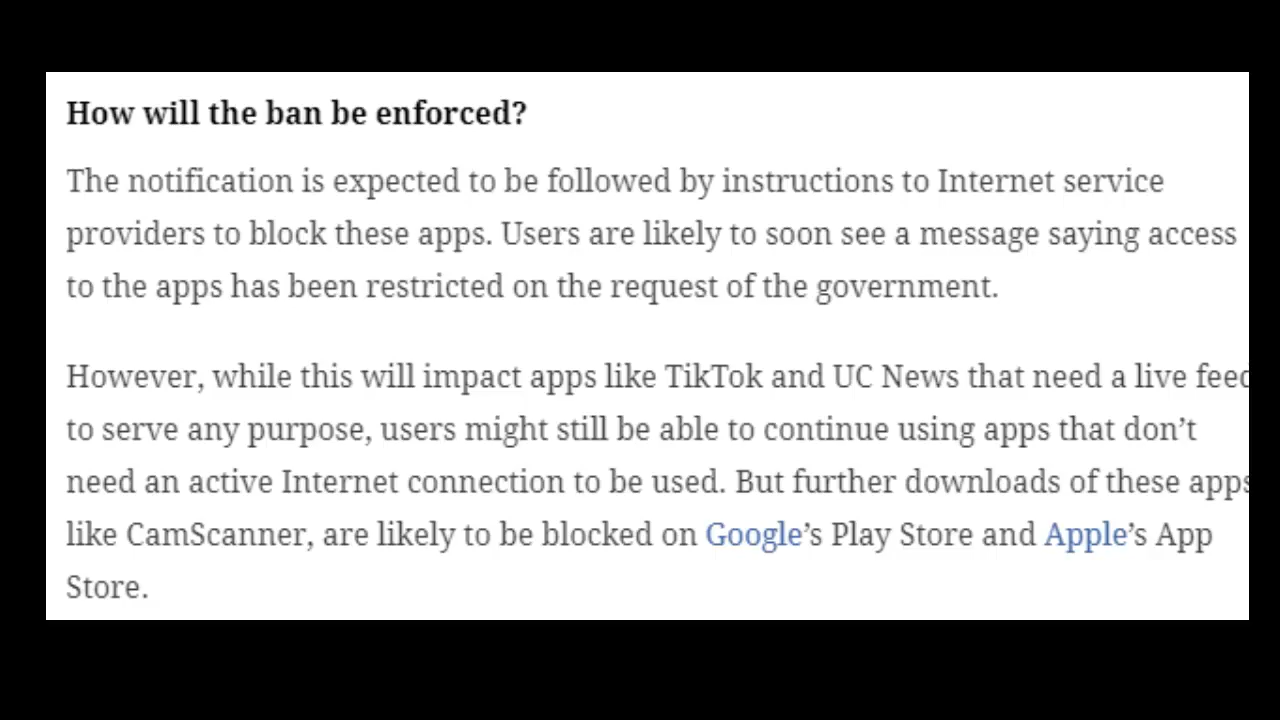 How will the ban be enforced?
The notification is expected to be followed by instructions to Internet service
providers to block these apps. Users are likely to soon see a message saying access
to the apps has been restricted on the request of the government.
However, while this will impact apps like TikTok and UC News that need a live feed
to serve any purpose, users might still be able to continue using apps that don’t
need an active Internet connection to be used. But further downloads of these apps
like CamScanner, are likely to be blocked on Google’s Play Store and Apple’s App
Store.